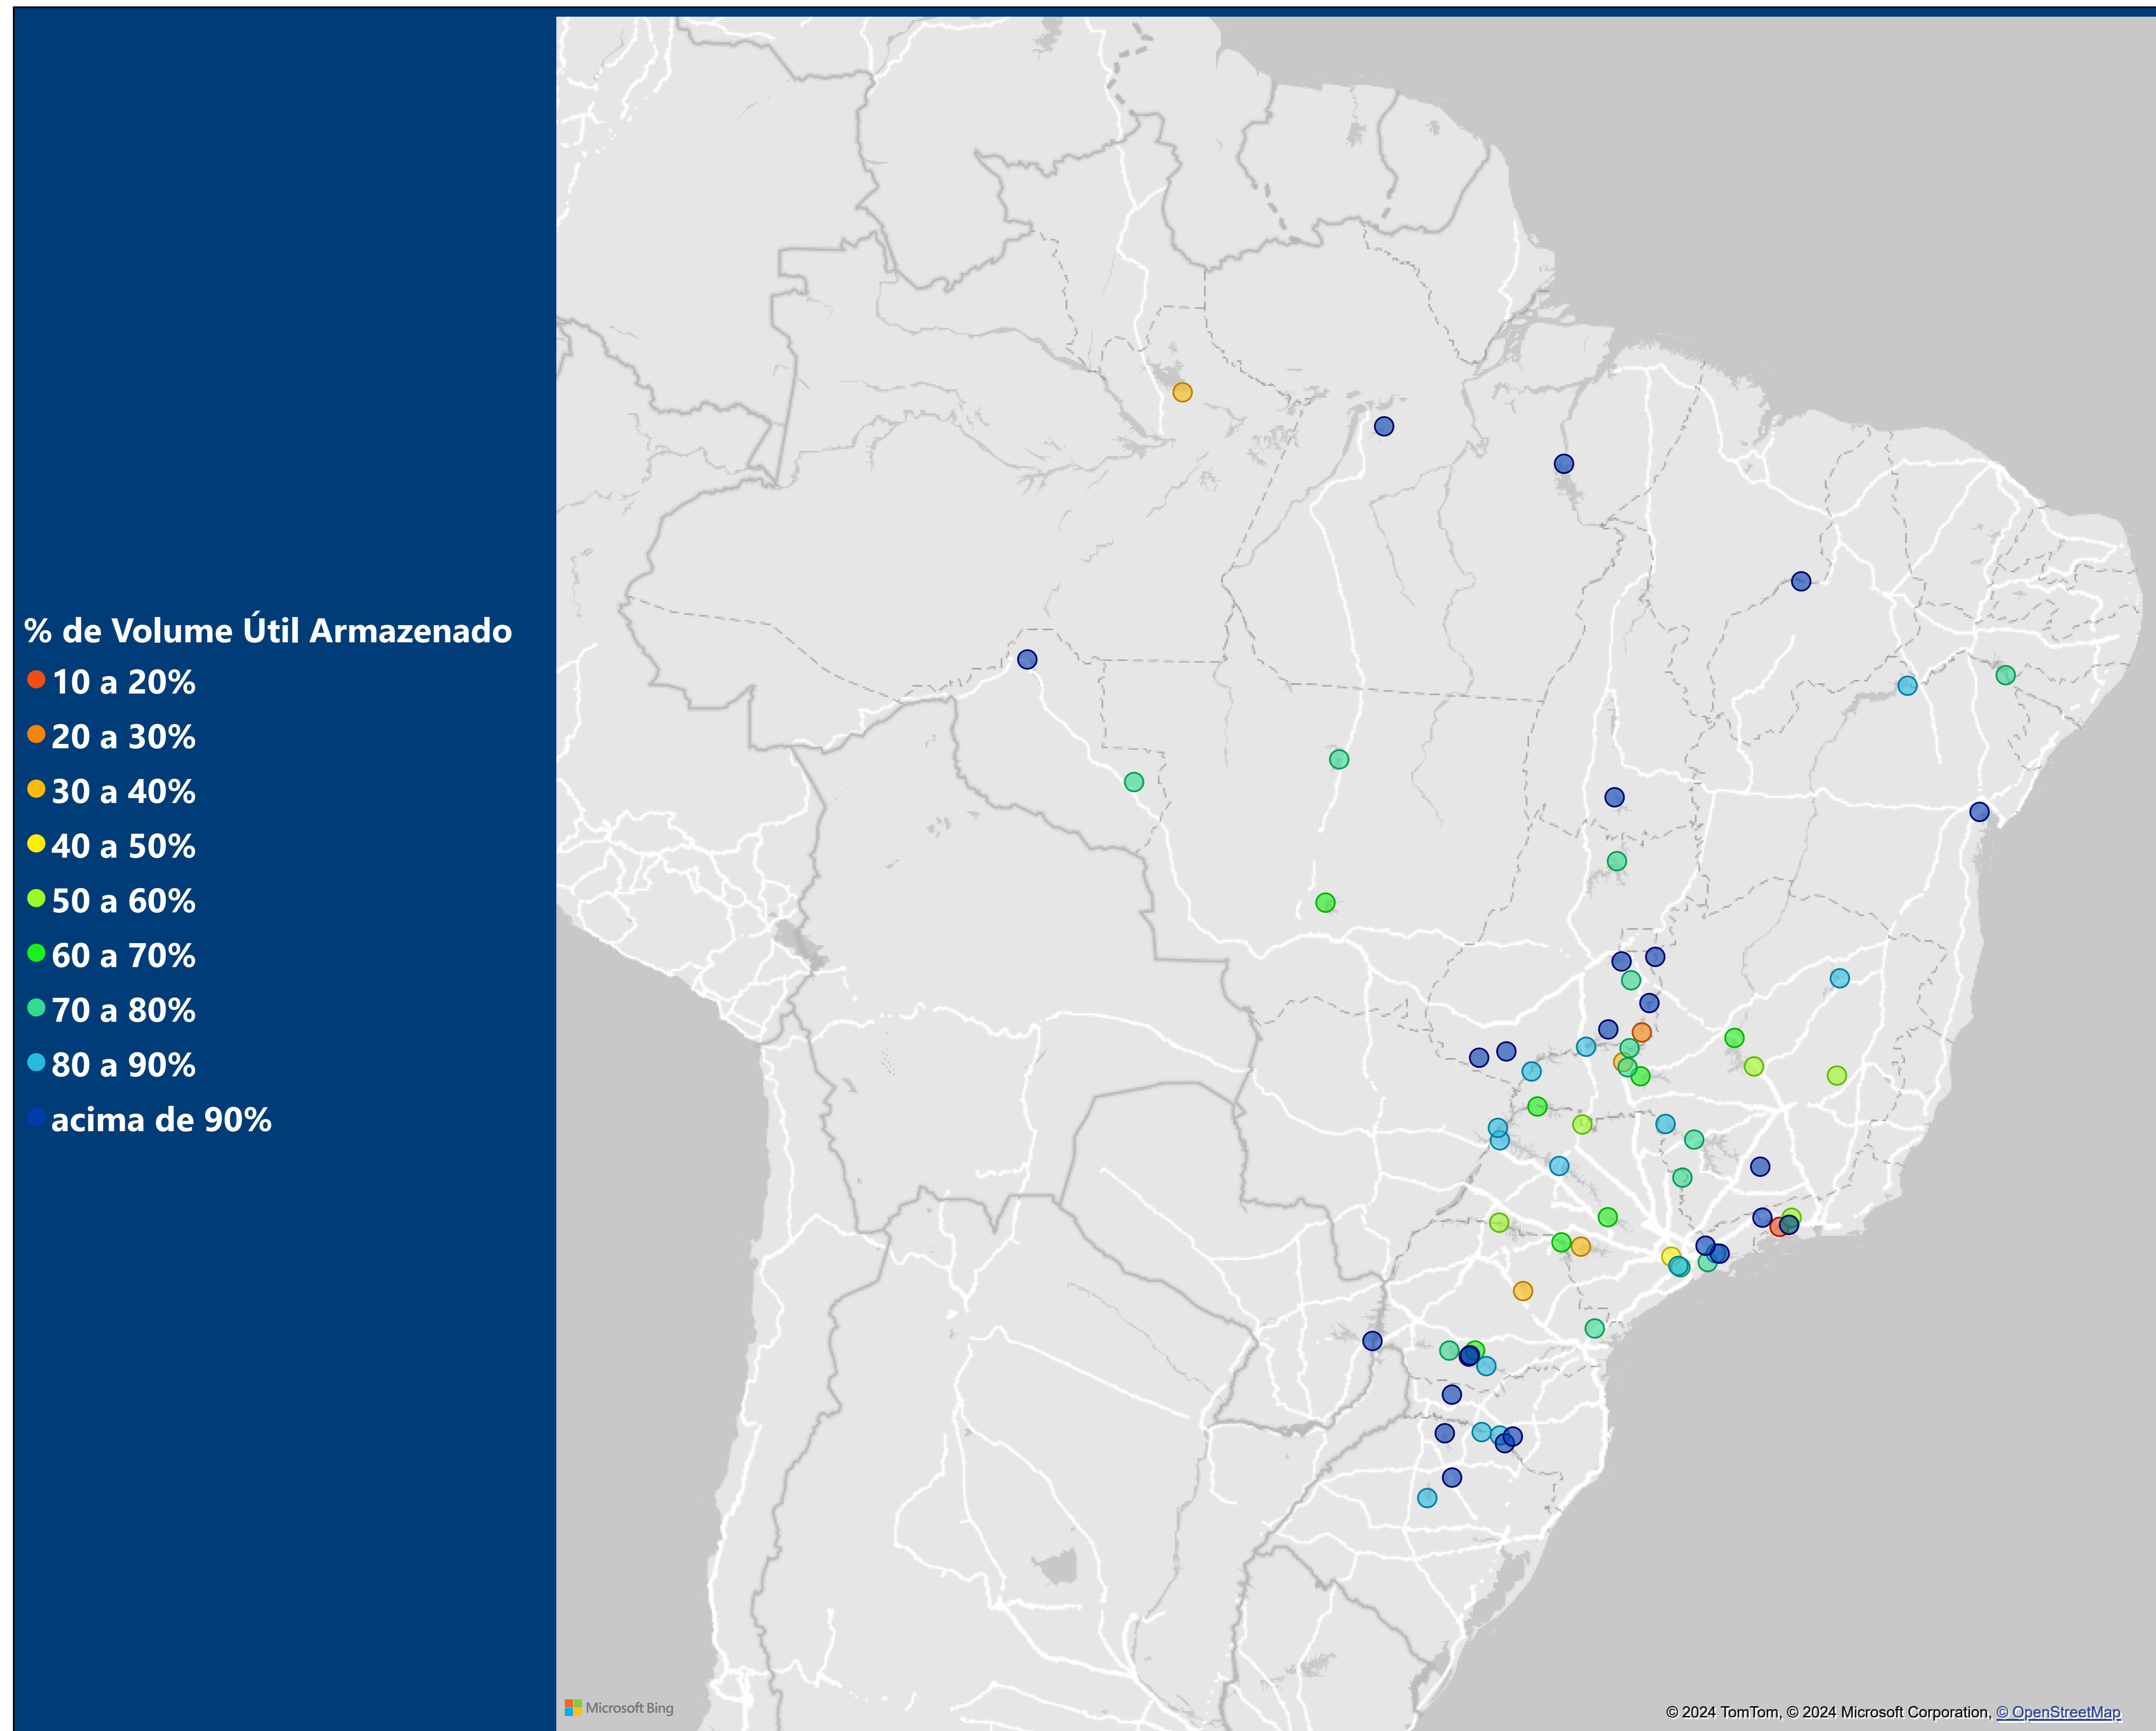 % de Volume Útil Armazenado
10 a 20%
20 a 30%
30 a 40%
40 a 50%
50 a 60%
60 a 70%
70 a 80%
80 a 90%
acima de 90%
Microsoft Bing
© 2024 TomTom, © 2024 Microsoft Corporation, © OpenStreetMap